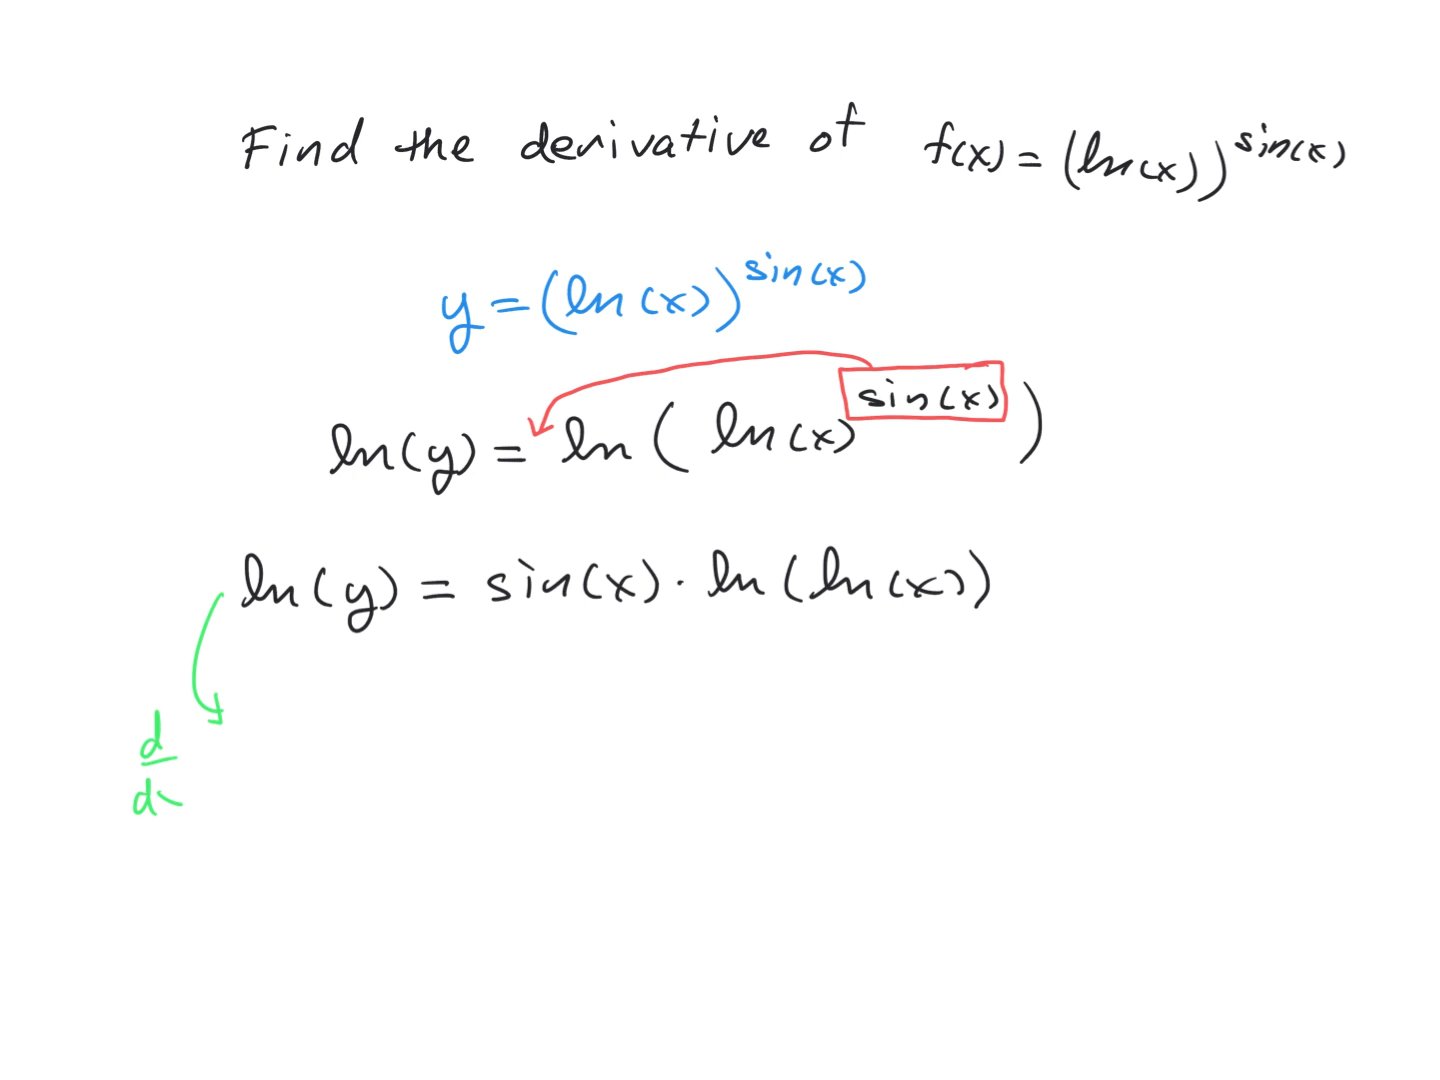 Find the derivative of f(x) = (ln(x))^sin(x)
y = (ln(x))^sin(x)
ln(y) = ln( ln(x)^sin(x) )
ln(y) = sin(x) · ln(ln(x))
d/dx